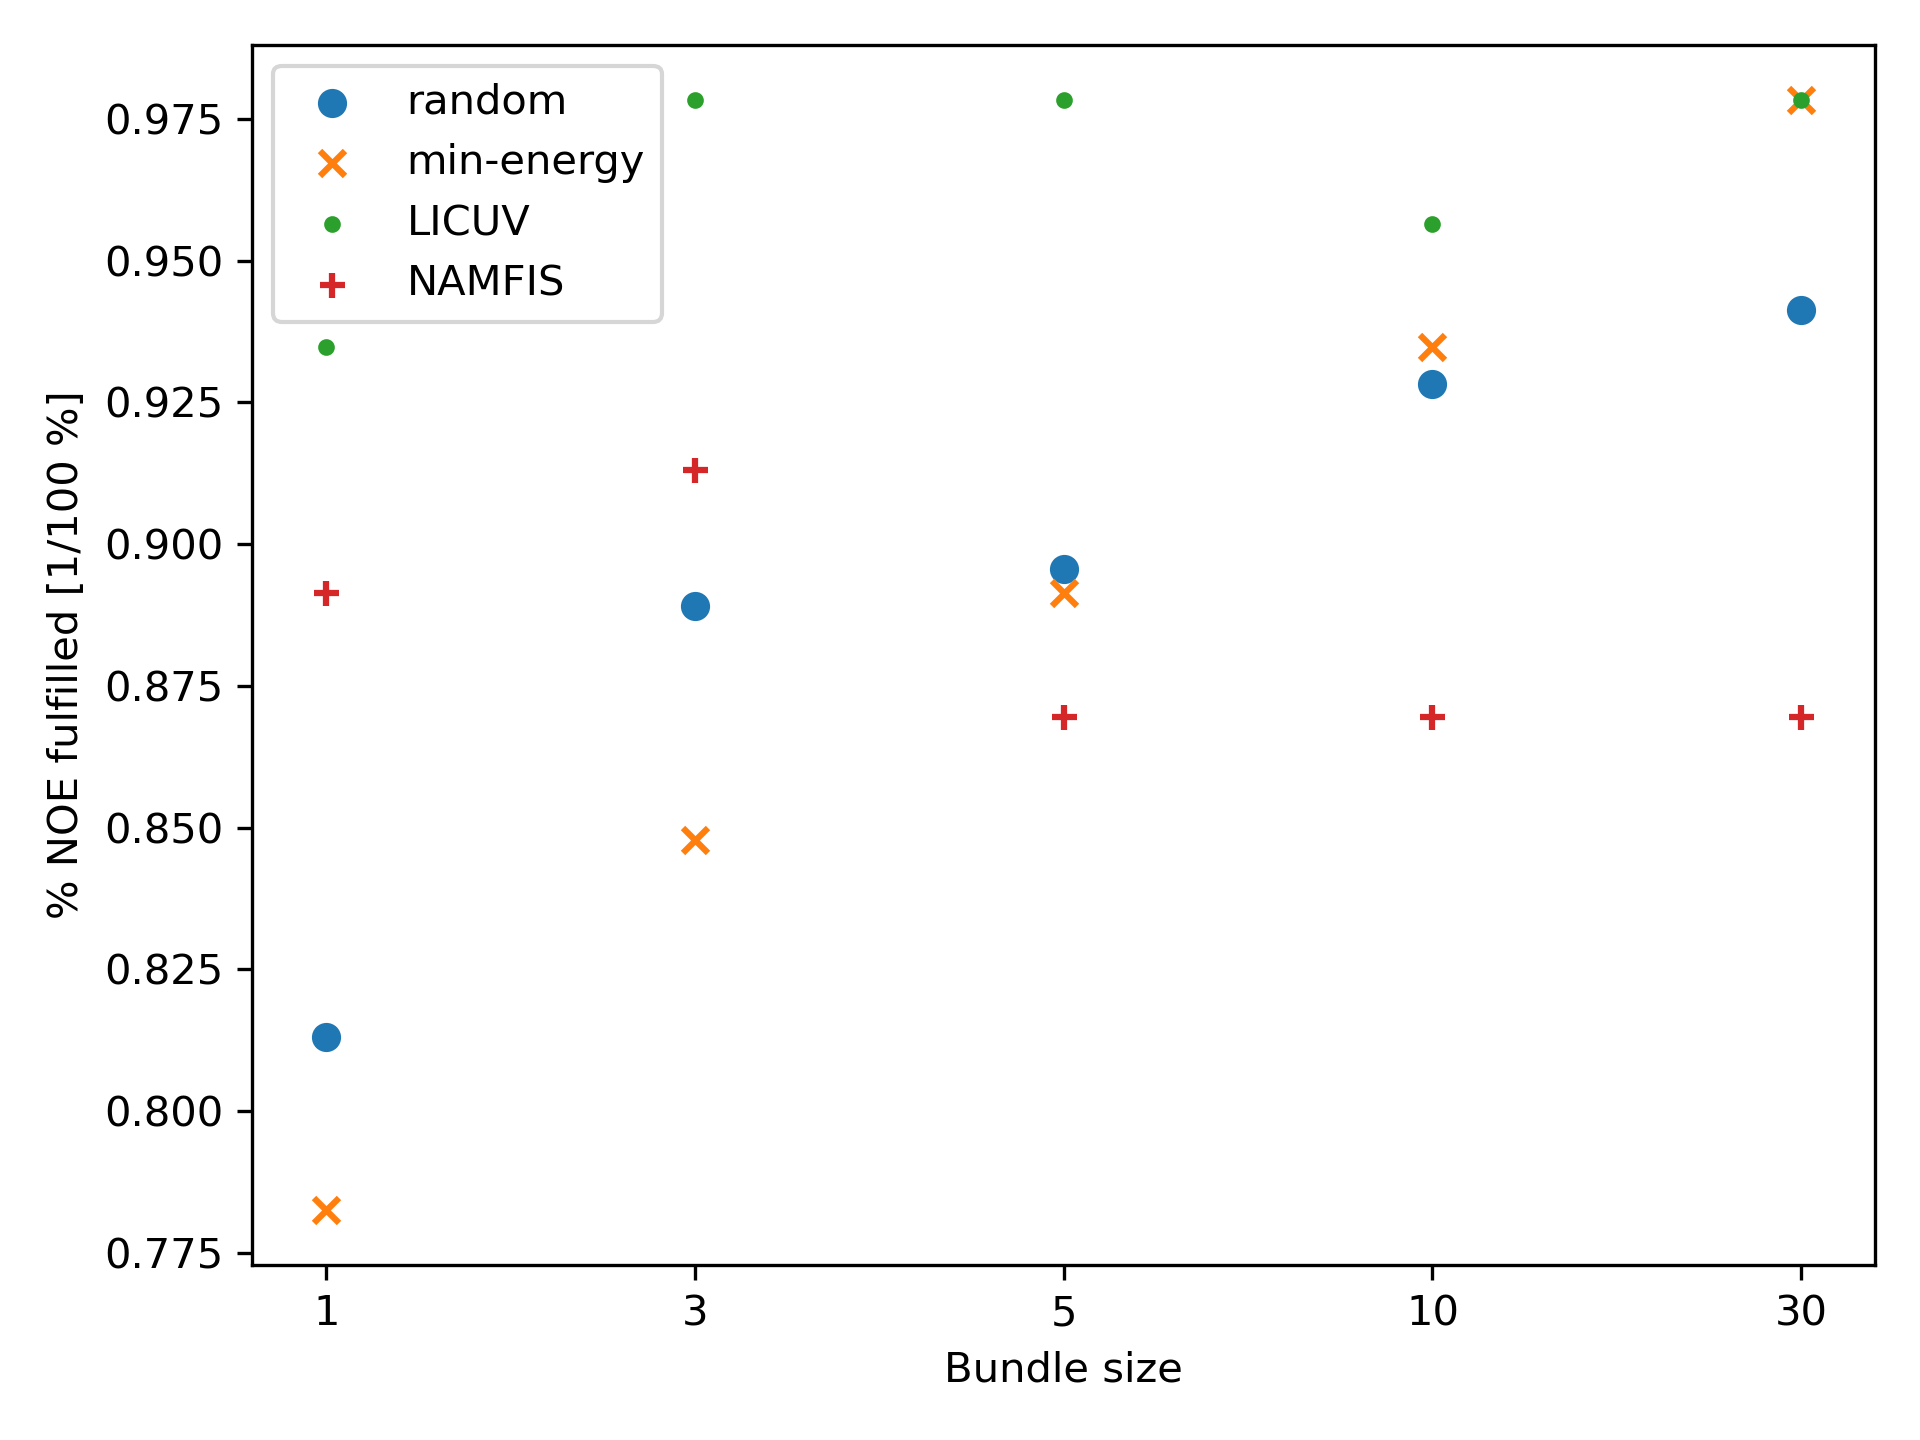 random
min-energy
LICUV
NAMFIS
0.975
0.950
0.925
0.900
0.875
0.850
0.825
0.800
0.775
% NOE fulfilled [1/100 %]
1 3 5 10 30
Bundle size